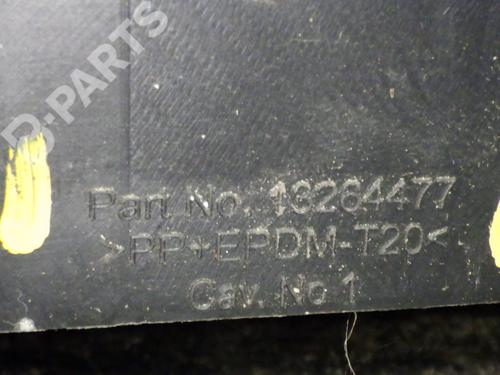 B-PARTS
Part No. 13264477
>PP+EPDM-T20<
Cav. No 1